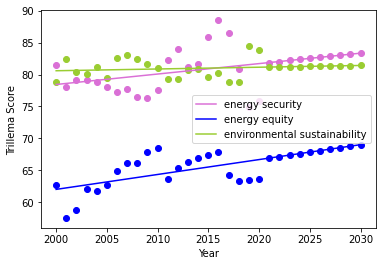 90
85
80
75
70
65
60
Trillema Score
energy security
energy equity
environmental sustainability
2000 2005 2010 2015 2020 2025 2030
Year